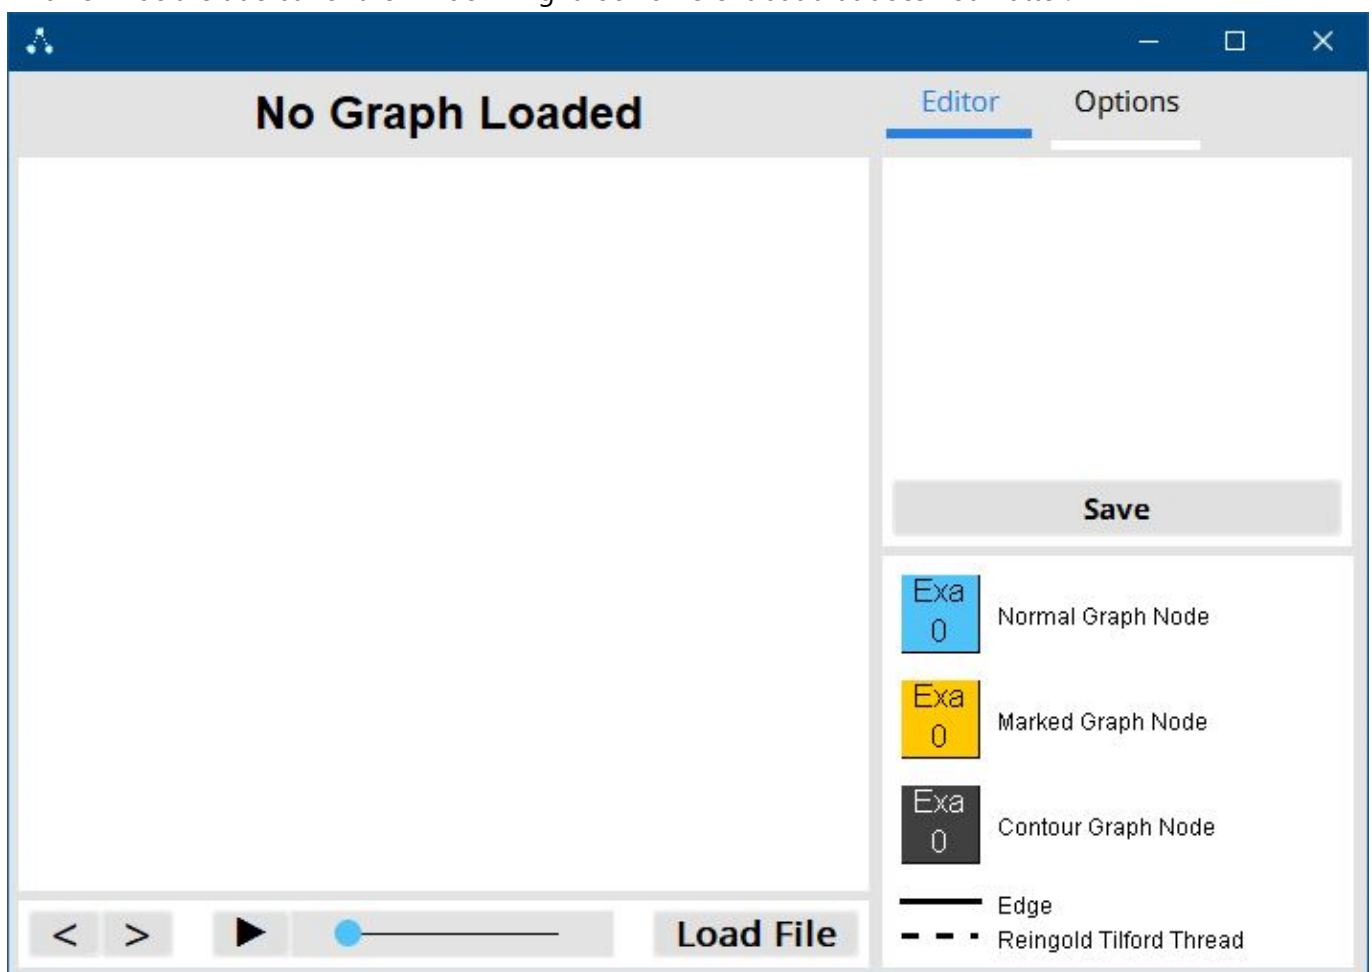 No Graph Loaded
Editor Options
Save
Exa
0
Normal Graph Node
Exa
0
Marked Graph Node
Exa
0
Contour Graph Node
Edge
Reingold Tilford Thread
< >
Load File